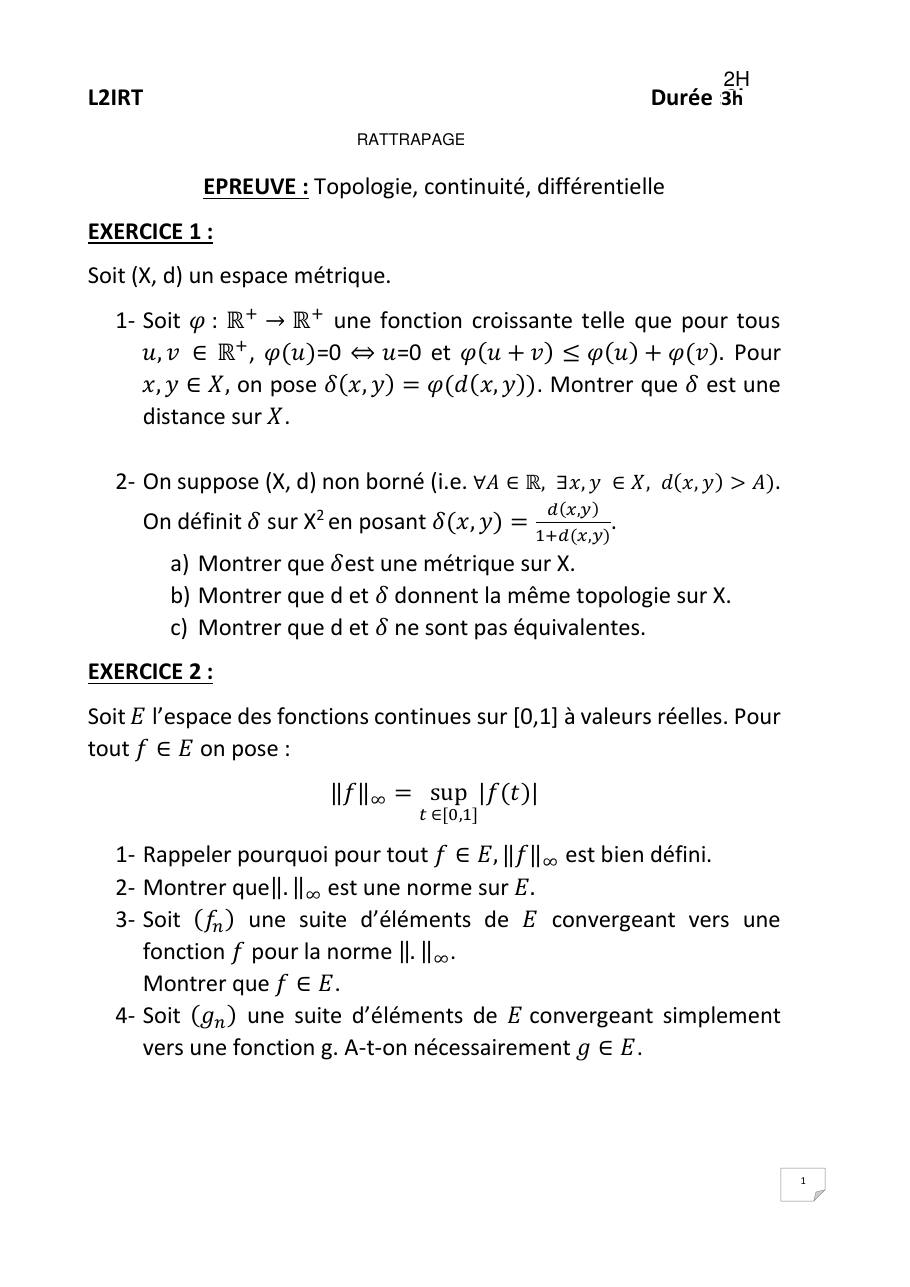 2H
L2IRT Durée 3h
RATTRAPAGE
EPREUVE : Topologie, continuité, différentielle
EXERCICE 1 :
Soit (X, d) un espace métrique.
1- Soit 𝜑 : ℝ⁺ → ℝ⁺ une fonction croissante telle que pour tous
𝑢, 𝑣 ∈ ℝ⁺, 𝜑(𝑢)=0 ⇔ 𝑢=0 et 𝜑(𝑢 + 𝑣) ≤ 𝜑(𝑢) + 𝜑(𝑣). Pour
𝑥, 𝑦 ∈ 𝑋, on pose 𝛿(𝑥, 𝑦) = 𝜑(𝑑(𝑥, 𝑦)). Montrer que 𝛿 est une
distance sur 𝑋.
2- On suppose (X, d) non borné (i.e. ∀𝐴 ∈ ℝ, ∃𝑥, 𝑦 ∈ 𝑋, 𝑑(𝑥, 𝑦) > 𝐴).
On définit 𝛿 sur X² en posant 𝛿(𝑥, 𝑦) = 𝑑(𝑥,𝑦)/1+𝑑(𝑥,𝑦).
a) Montrer que 𝛿est une métrique sur X.
b) Montrer que d et 𝛿 donnent la même topologie sur X.
c) Montrer que d et 𝛿 ne sont pas équivalentes.
EXERCICE 2 :
Soit 𝐸 l’espace des fonctions continues sur [0,1] à valeurs réelles. Pour
tout 𝑓 ∈ 𝐸 on pose :
‖𝑓‖∞ = sup |𝑓(𝑡)|
𝑡 ∈[0,1]
1- Rappeler pourquoi pour tout 𝑓 ∈ 𝐸, ‖𝑓‖∞ est bien défini.
2- Montrer que‖. ‖∞ est une norme sur 𝐸.
3- Soit (𝑓ₙ) une suite d’éléments de 𝐸 convergeant vers une
fonction 𝑓 pour la norme ‖. ‖∞.
Montrer que 𝑓 ∈ 𝐸.
4- Soit (𝑔ₙ) une suite d’éléments de 𝐸 convergeant simplement
vers une fonction g. A-t-on nécessairement 𝑔 ∈ 𝐸.
1